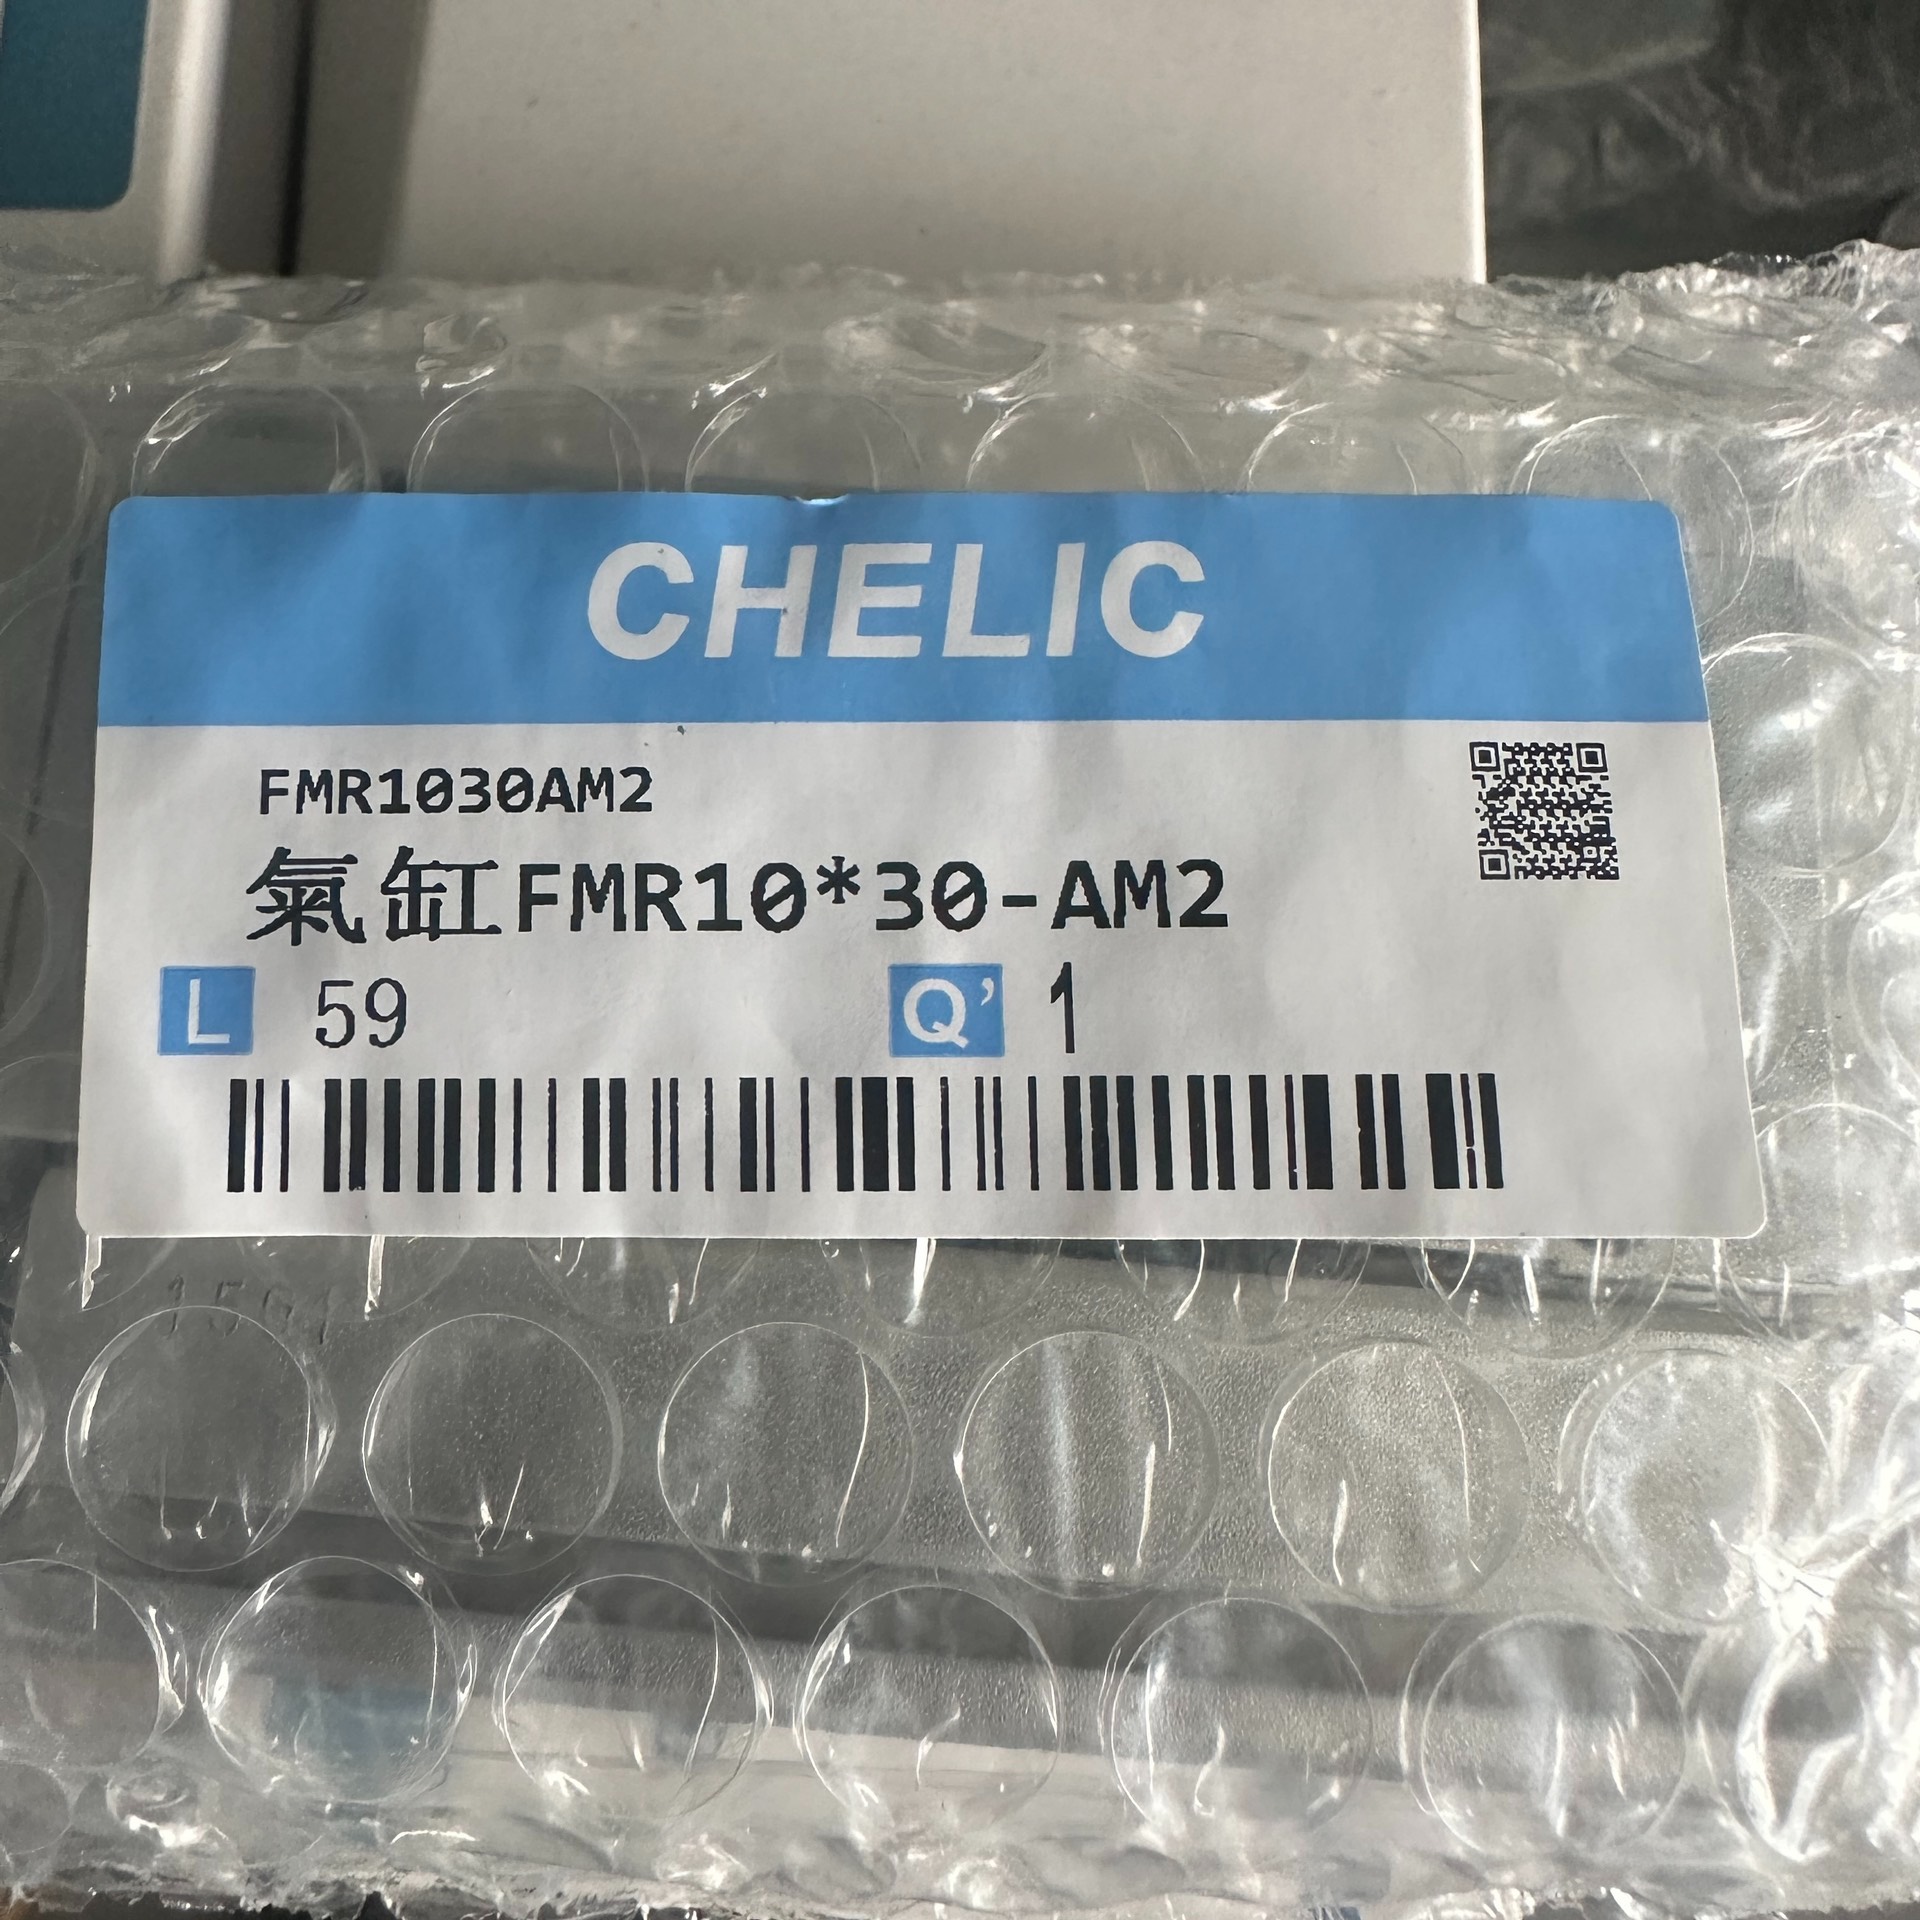 CHELIC
FMR1030AM2
氣缸FMR10*30-AM2
L 59 Q' 1